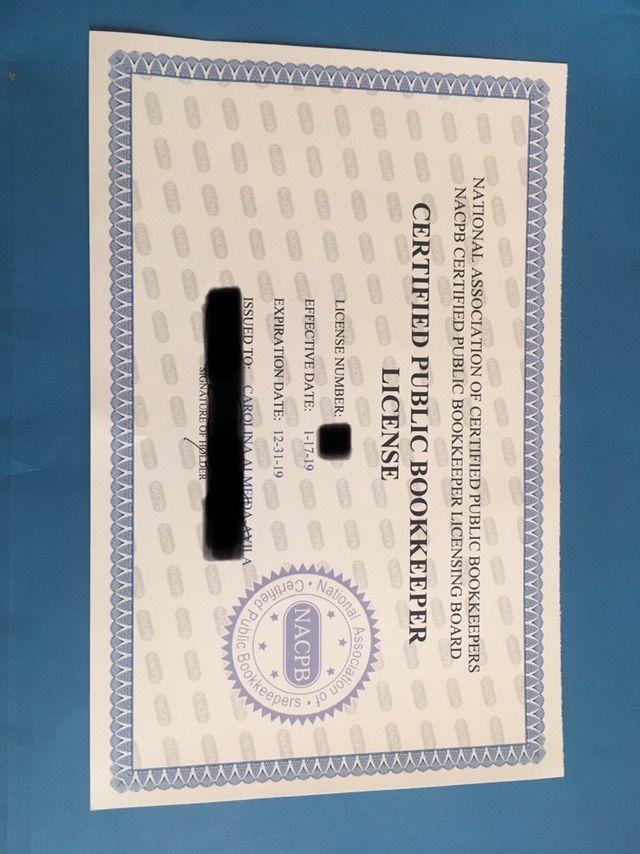 NATIONAL ASSOCIATION OF CERTIFIED PUBLIC BOOKKEEPERS
NACPB CERTIFIED PUBLIC BOOKKEEPER LICENSING BOARD
CERTIFIED PUBLIC BOOKKEEPER
LICENSE
LICENSE NUMBER:
EFFECTIVE DATE: 1-17-19
EXPIRATION DATE: 12-31-19
ISSUED TO: CAROLINA ALMEIDA
SIGNATURE OF HOLDER
National Association of
Certified Public Bookkeepers
NACPB